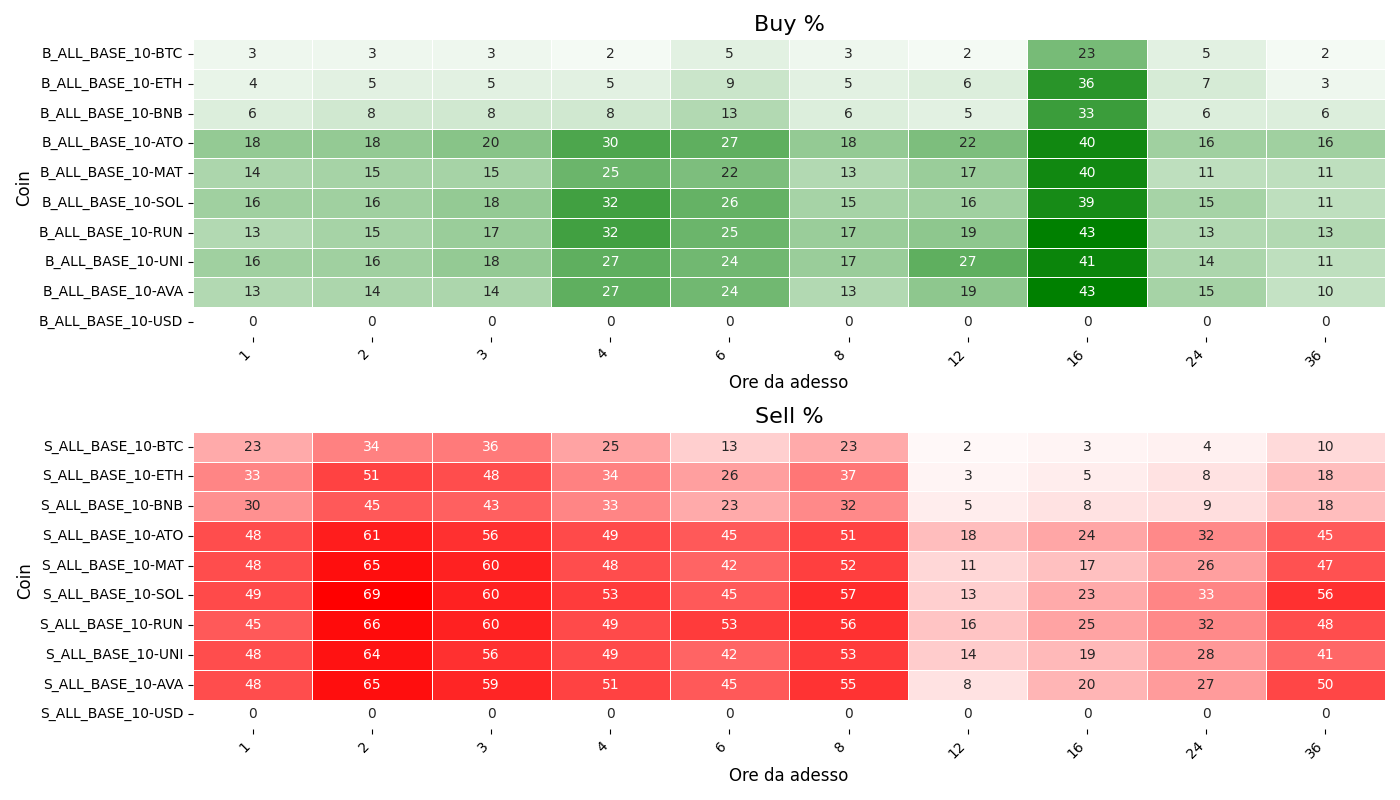 Buy %
Coin
B_ALL_BASE_10-BTC 3 3 3 2 5 3 2 23 5 2
B_ALL_BASE_10-ETH 4 5 5 5 9 5 6 36 7 3
B_ALL_BASE_10-BNB 6 8 8 8 13 6 5 33 6 6
B_ALL_BASE_10-ATO 18 18 20 30 27 18 22 40 16 16
B_ALL_BASE_10-MAT 14 15 15 25 22 13 17 40 11 11
B_ALL_BASE_10-SOL 16 16 18 32 26 15 16 39 15 11
B_ALL_BASE_10-RUN 13 15 17 32 25 17 19 43 13 13
B_ALL_BASE_10-UNI 16 16 18 27 24 17 27 41 14 11
B_ALL_BASE_10-AVA 13 14 14 27 24 13 19 43 15 10
B_ALL_BASE_10-USD 0 0 0 0 0 0 0 0 0 0
1 2 3 4 6 8 12 16 24 36
Ore da adesso
Sell %
Coin
S_ALL_BASE_10-BTC 23 34 36 25 13 23 2 3 4 10
S_ALL_BASE_10-ETH 33 51 48 34 26 37 3 5 8 18
S_ALL_BASE_10-BNB 30 45 43 33 23 32 5 8 9 18
S_ALL_BASE_10-ATO 48 61 56 49 45 51 18 24 32 45
S_ALL_BASE_10-MAT 48 65 60 48 42 52 11 17 26 47
S_ALL_BASE_10-SOL 49 69 60 53 45 57 13 23 33 56
S_ALL_BASE_10-RUN 45 66 60 49 53 56 16 25 32 48
S_ALL_BASE_10-UNI 48 64 56 49 42 53 14 19 28 41
S_ALL_BASE_10-AVA 48 65 59 51 45 55 8 20 27 50
S_ALL_BASE_10-USD 0 0 0 0 0 0 0 0 0 0
1 2 3 4 6 8 12 16 24 36
Ore da adesso